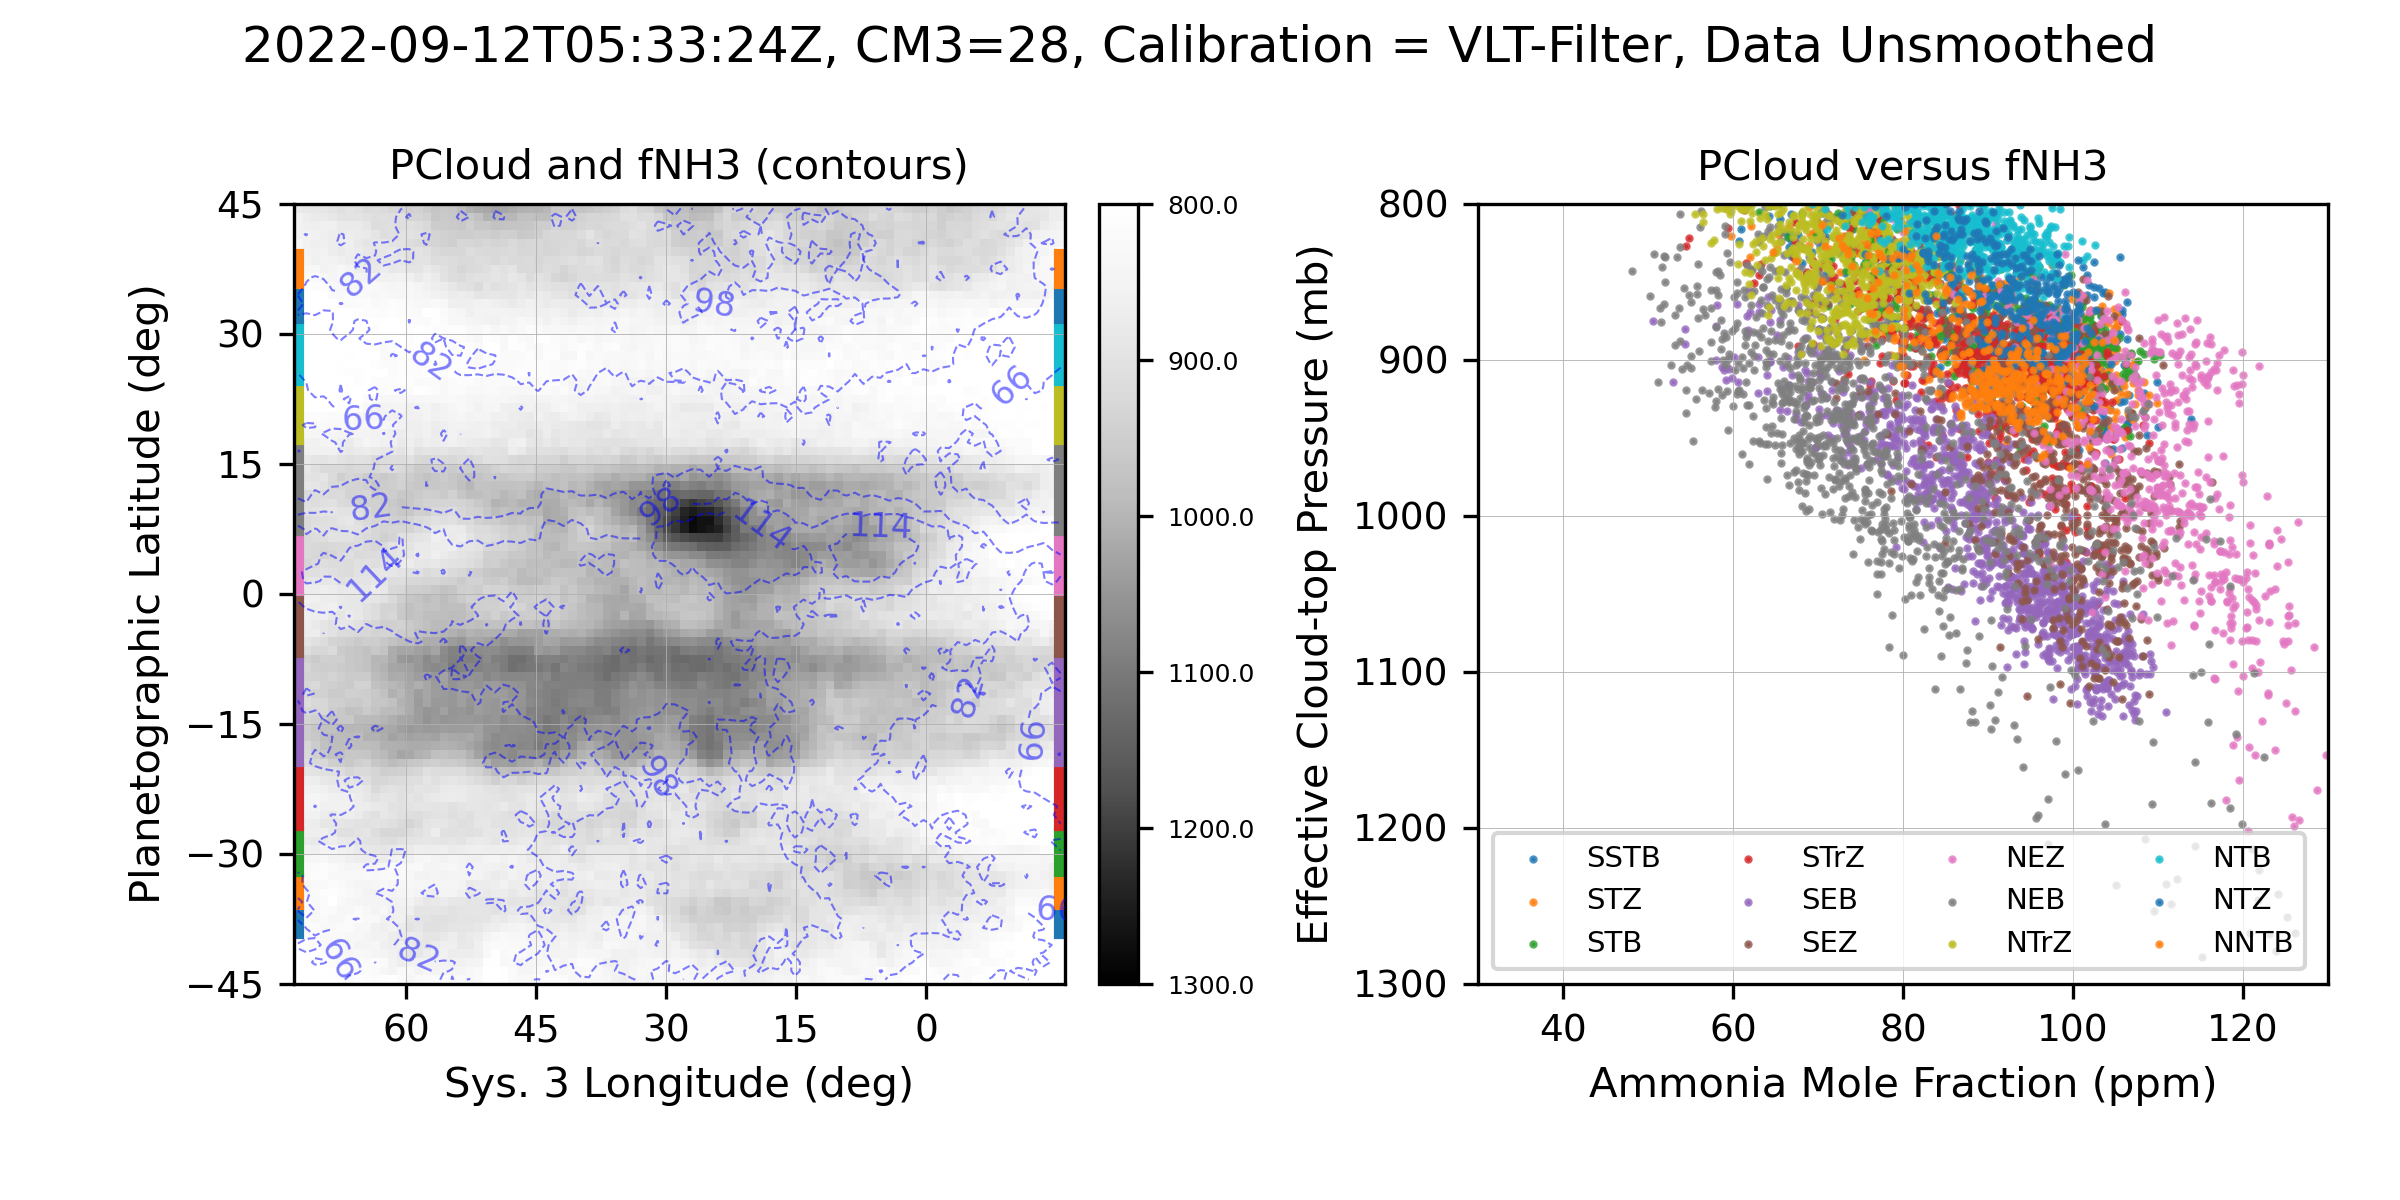 2022-09-12T05:33:24Z, CM3=28, Calibration = VLT-Filter, Data Unsmoothed
PCloud and fNH3 (contours)
Planetographic Latitude (deg)
45
30
15
0
−15
−30
−45
82
98
82
66
66
82
98
114
114
114
82
66
98
66
82
60
45
30
15
0
Sys. 3 Longitude (deg)
800.0
900.0
1000.0
1100.0
1200.0
1300.0
PCloud versus fNH3
Effective Cloud-top Pressure (mb)
800
900
1000
1100
1200
1300
SSTB
STZ
STB
STrZ
SEB
SEZ
NEZ
NEB
NTrZ
NTB
NTZ
NNTB
40
60
80
100
120
Ammonia Mole Fraction (ppm)